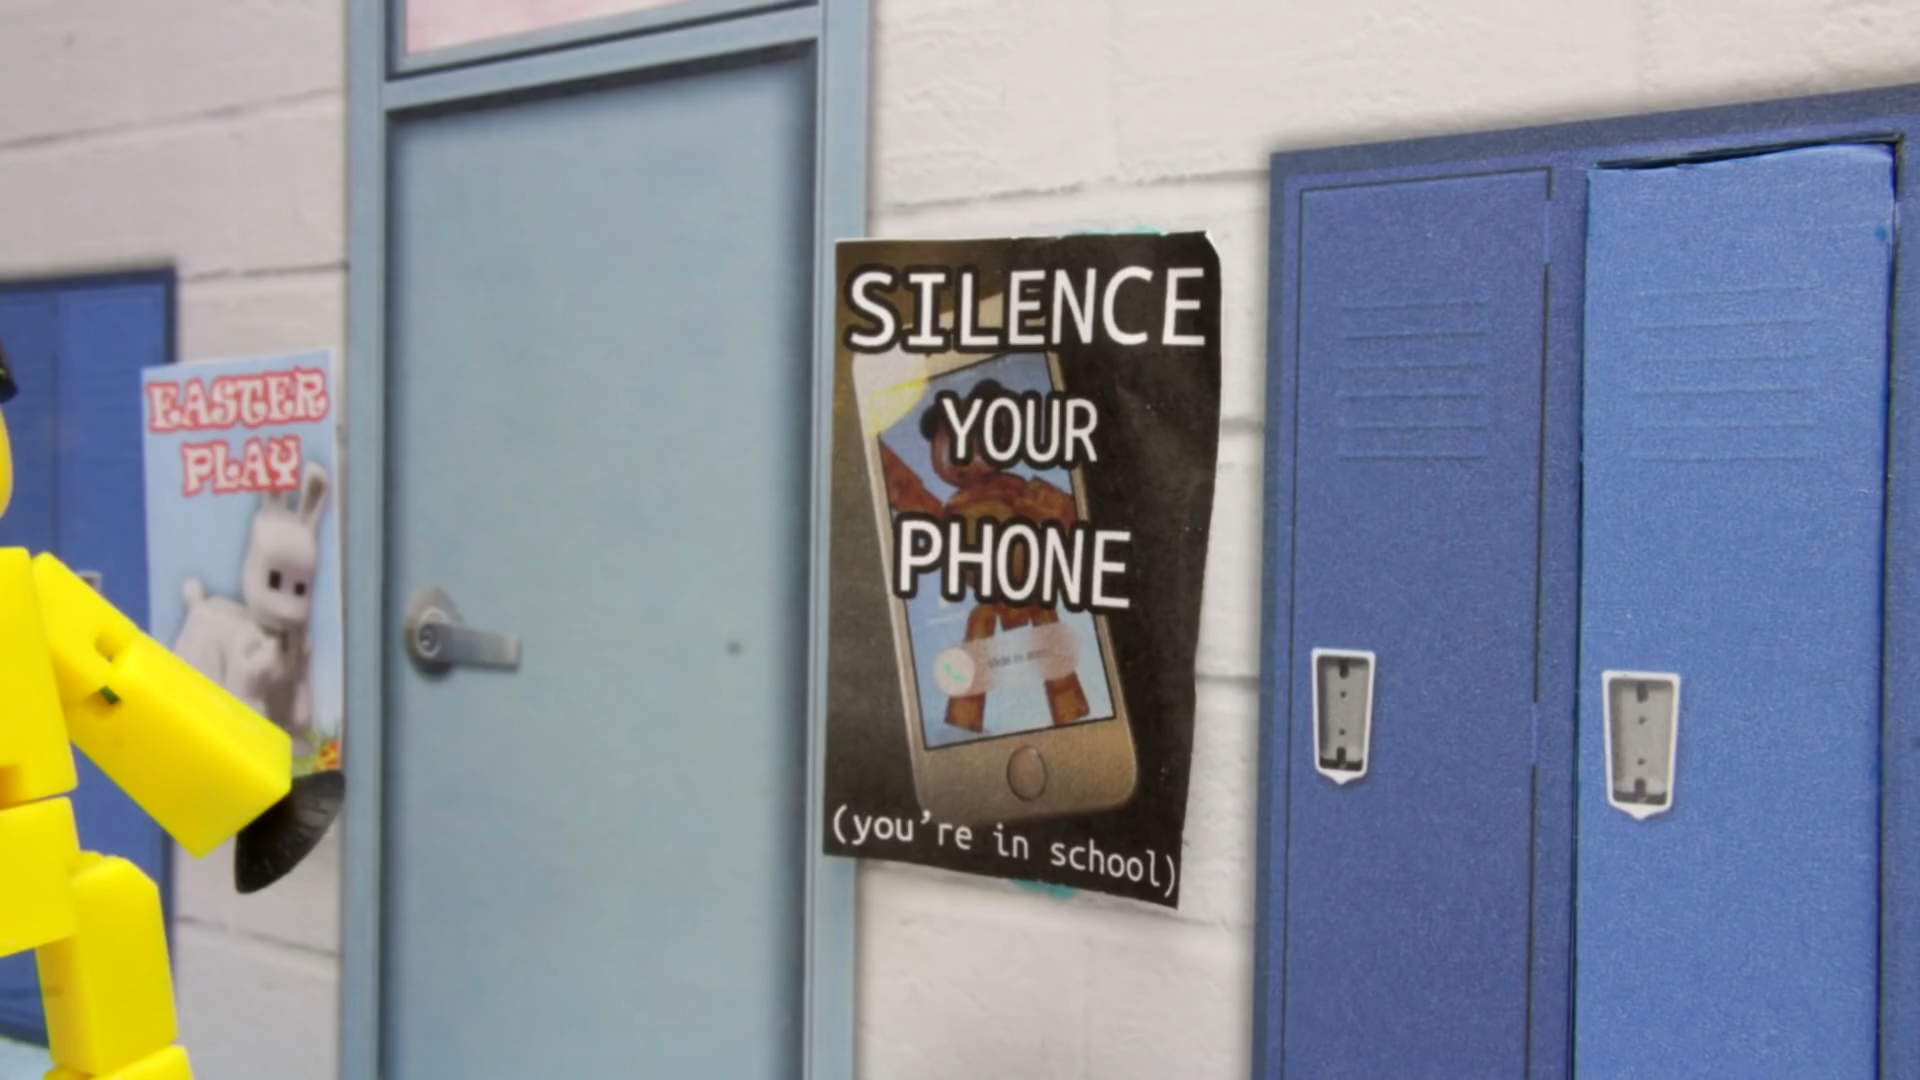 EASTER
PLAY
SILENCE
YOUR
PHONE
(you're in school)